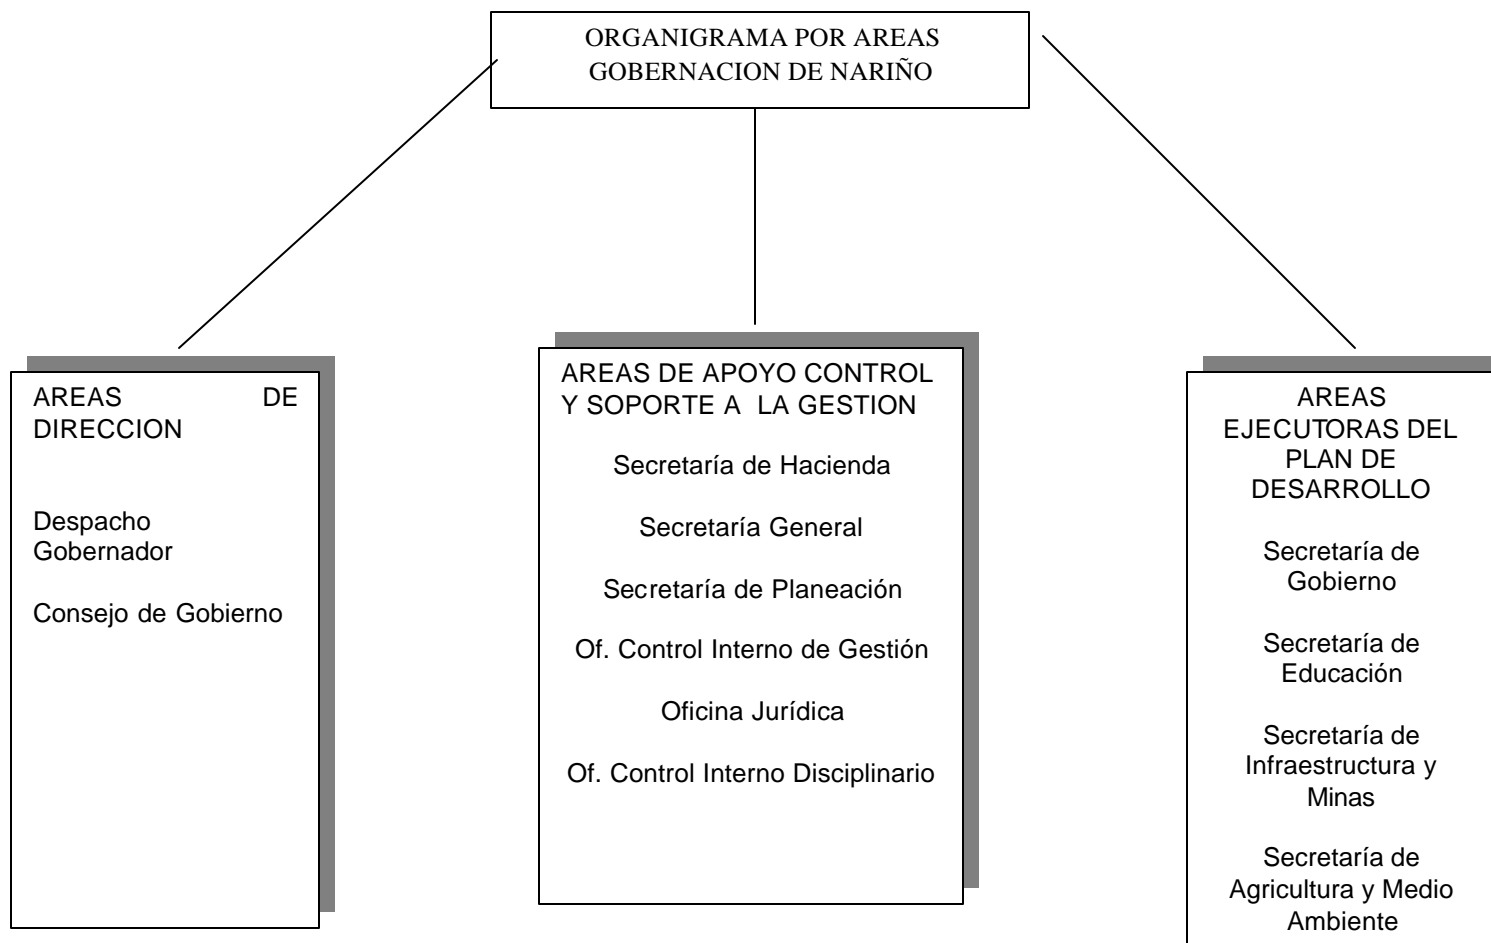 ORGANIGRAMA POR AREAS
GOBERNACION DE NARIÑO
AREAS DE
DIRECCION
Despacho
Gobernador
Consejo de Gobierno
AREAS DE APOYO CONTROL
Y SOPORTE A LA GESTION
Secretaría de Hacienda
Secretaría General
Secretaría de Planeación
Of. Control Interno de Gestión
Oficina Jurídica
Of. Control Interno Disciplinario
AREAS
EJECUTORAS DEL
PLAN DE
DESARROLLO
Secretaría de
Gobierno
Secretaría de
Educación
Secretaría de
Infraestructura y
Minas
Secretaría de
Agricultura y Medio
Ambiente